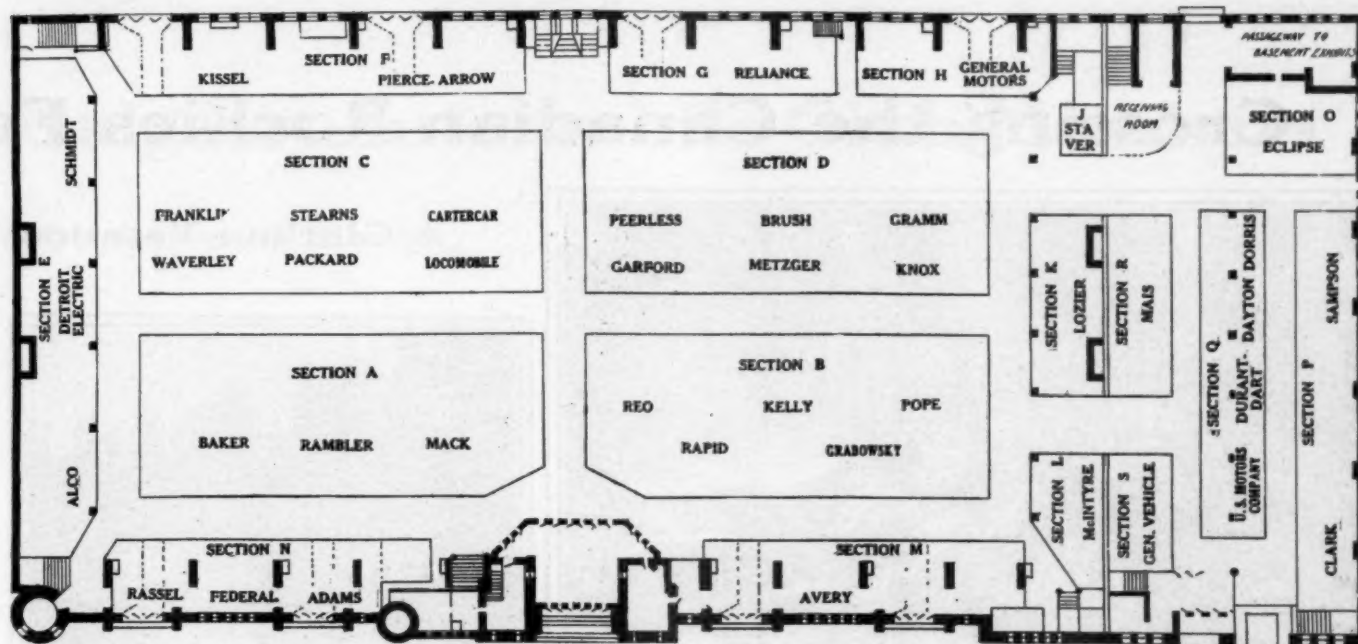 PASSAGEWAY TO
BASEMENT EXHIBITS
SECTION F
KISSEL
PIERCE-ARROW
SECTION G
RELIANCE
SECTION H
GENERAL
MOTORS
J
STA
VER
RECEIVING
ROOM
SECTION O
ECLIPSE
SECTION E
SCHMIDT
DETROIT
ELECTRIC
ALCO
SECTION C
FRANKLIN
STEARNS
CARTERCAR
WAVERLEY
PACKARD
LOCOMOBILE
SECTION D
PEERLESS
BRUSH
GRAMM
GARFORD
METZGER
KNOX
SECTION A
BAKER
RAMBLER
MACK
SECTION B
REO
KELLY
POPE
RAPID
GRABOWSKY
SECTION K
LOZIER
SECTION R
MAIS
SECTION Q
DORRIS
DAYTON
DURANT-
DART
U.S. MOTORS
COMPANY
SECTION P
SAMPSON
CLARK
SECTION L
McINTYRE
SECTION S
GEN. VEHICLE
SECTION N
RASSEL
FEDERAL
ADAMS
SECTION M
AVERY